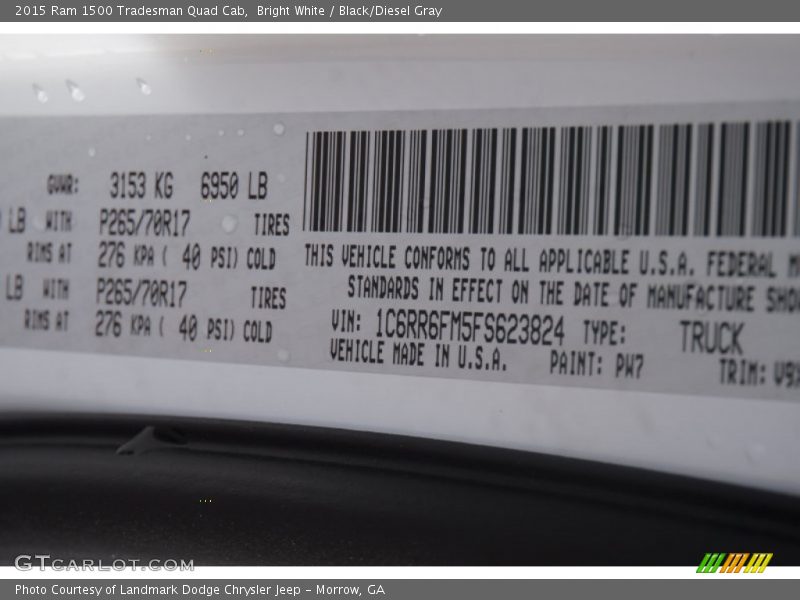 2015 Ram 1500 Tradesman Quad Cab, Bright White / Black/Diesel Gray
GVWR: 3153 KG 6950 LB
LB WITH P265/70R17 TIRES
RIMS AT 276 KPA ( 40 PSI) COLD
LB WITH P265/70R17 TIRES
RIMS AT 276 KPA ( 40 PSI) COLD
THIS VEHICLE CONFORMS TO ALL APPLICABLE U.S.A. FEDERAL M
STANDARDS IN EFFECT ON THE DATE OF MANUFACTURE SHO
VIN: 1C6RR6FM5FS623824 TYPE: TRUCK
VEHICLE MADE IN U.S.A. PAINT: PW7 TRIM: V9X
GTcarlot.com
Photo Courtesy of Landmark Dodge Chrysler Jeep - Morrow, GA